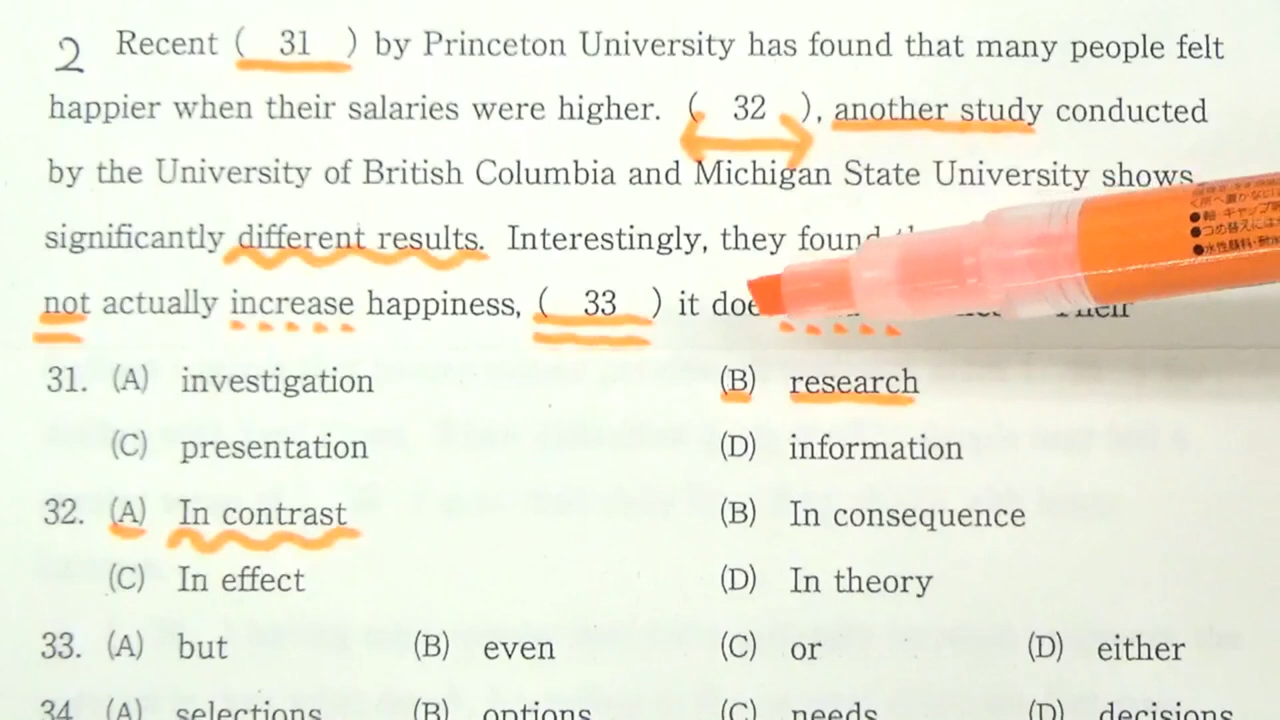 2 Recent ( 31 ) by Princeton University has found that many people felt
happier when their salaries were higher. ( 32 ), another study conducted
by the University of British Columbia and Michigan State University shows
significantly different results. Interestingly, they found
not actually increase happiness, ( 33 ) it
31. (A) investigation (B) research
(C) presentation (D) information
32. (A) In contrast (B) In consequence
(C) In effect (D) In theory
33. (A) but (B) even (C) or (D) either
34 (A) selections (B) options (C) needs (D) decisions